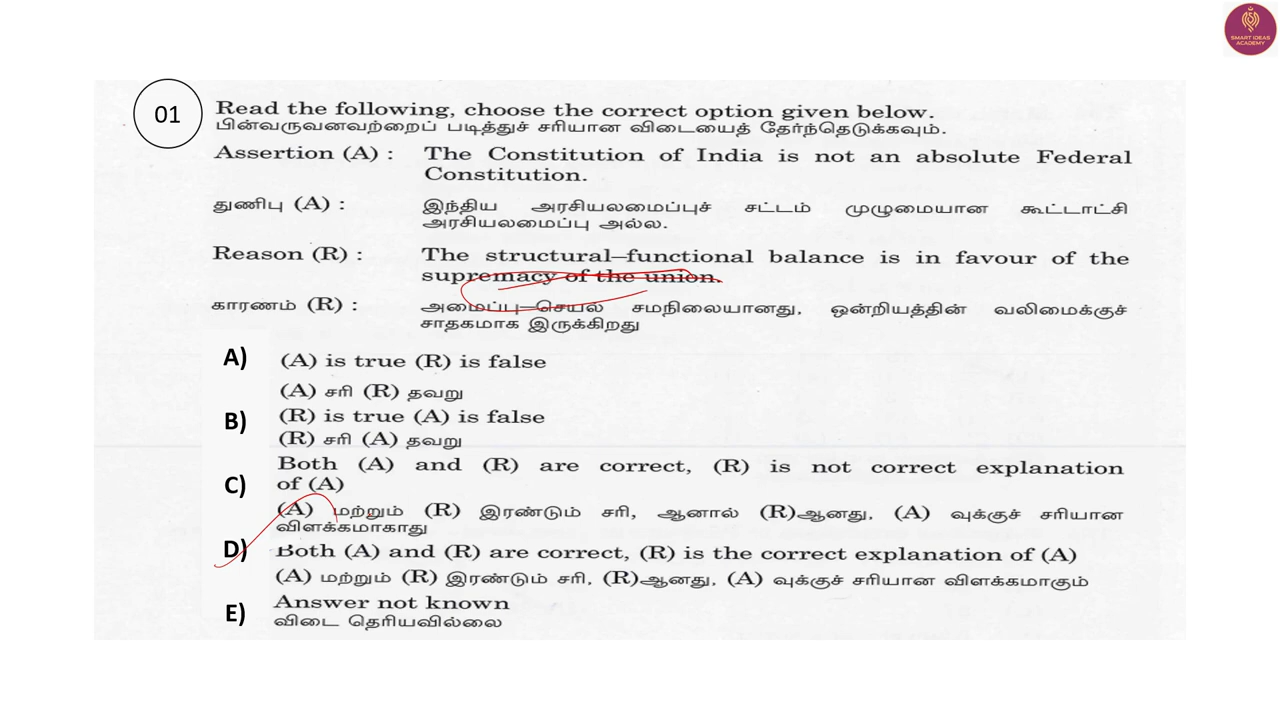 SMART IDEAS
ACADEMY
01
Read the following, choose the correct option given below.
பின்வருவனவற்றைப் படித்துச் சரியான விடையைத் தேர்ந்தெடுக்கவும்.
Assertion (A) : The Constitution of India is not an absolute Federal
Constitution.
துணிபு (A) : இந்திய அரசியலமைப்புச் சட்டம் முழுமையான கூட்டாட்சி
அரசியலமைப்பு அல்ல.
Reason (R) : The structural–functional balance is in favour of the
supremacy of the union.
காரணம் (R) : அமைப்பு–செயல் சமநிலையானது, ஒன்றியத்தின் வலிமைக்குச்
சாதகமாக இருக்கிறது
A) (A) is true (R) is false
(A) சரி (R) தவறு
B) (R) is true (A) is false
(R) சரி (A) தவறு
Both (A) and (R) are correct, (R) is not correct explanation
C) of (A)
(A) மற்றும் (R) இரண்டும் சரி, ஆனால் (R)ஆனது, (A) வுக்குச் சரியான
விளக்கமாகாது
D) Both (A) and (R) are correct, (R) is the correct explanation of (A)
(A) மற்றும் (R) இரண்டும் சரி, (R)ஆனது, (A) வுக்குச் சரியான விளக்கமாகும்
E) Answer not known
விடை தெரியவில்லை